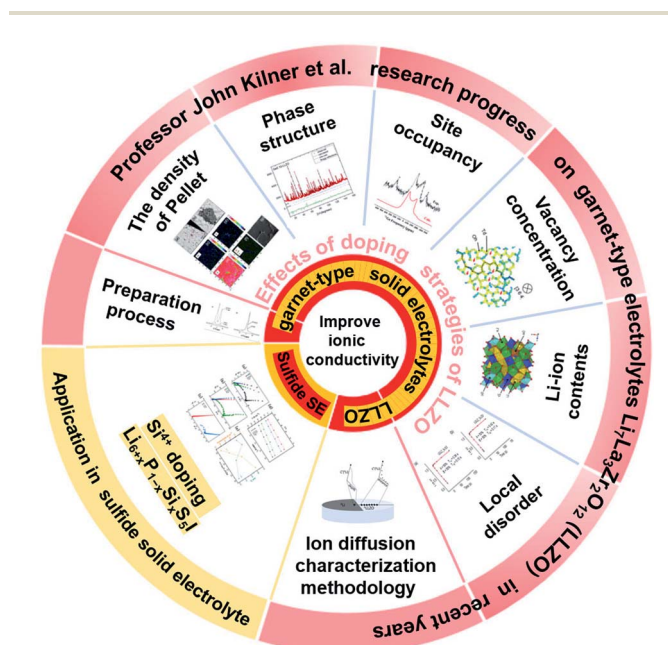 Professor John Kilner et al. research progress on garnet-type electrolytes Li₇La₃Zr₂O₁₂ (LLZO) in recent years
Application in sulfide solid electrolyte
Phase
structure
Site
occupancy
Vacancy
concentration
Li-ion
contents
Local
disorder
Ion diffusion
characterization
methodology
Si⁴⁺ doping
Li₆₊ₓP₁₋ₓSiₓS₅I
Preparation
process
The density
of Pellet
Effects of doping strategies of LLZO
garnet-type solid electrolytes
LLZO
Sulfide SE
Improve
ionic
conductivity